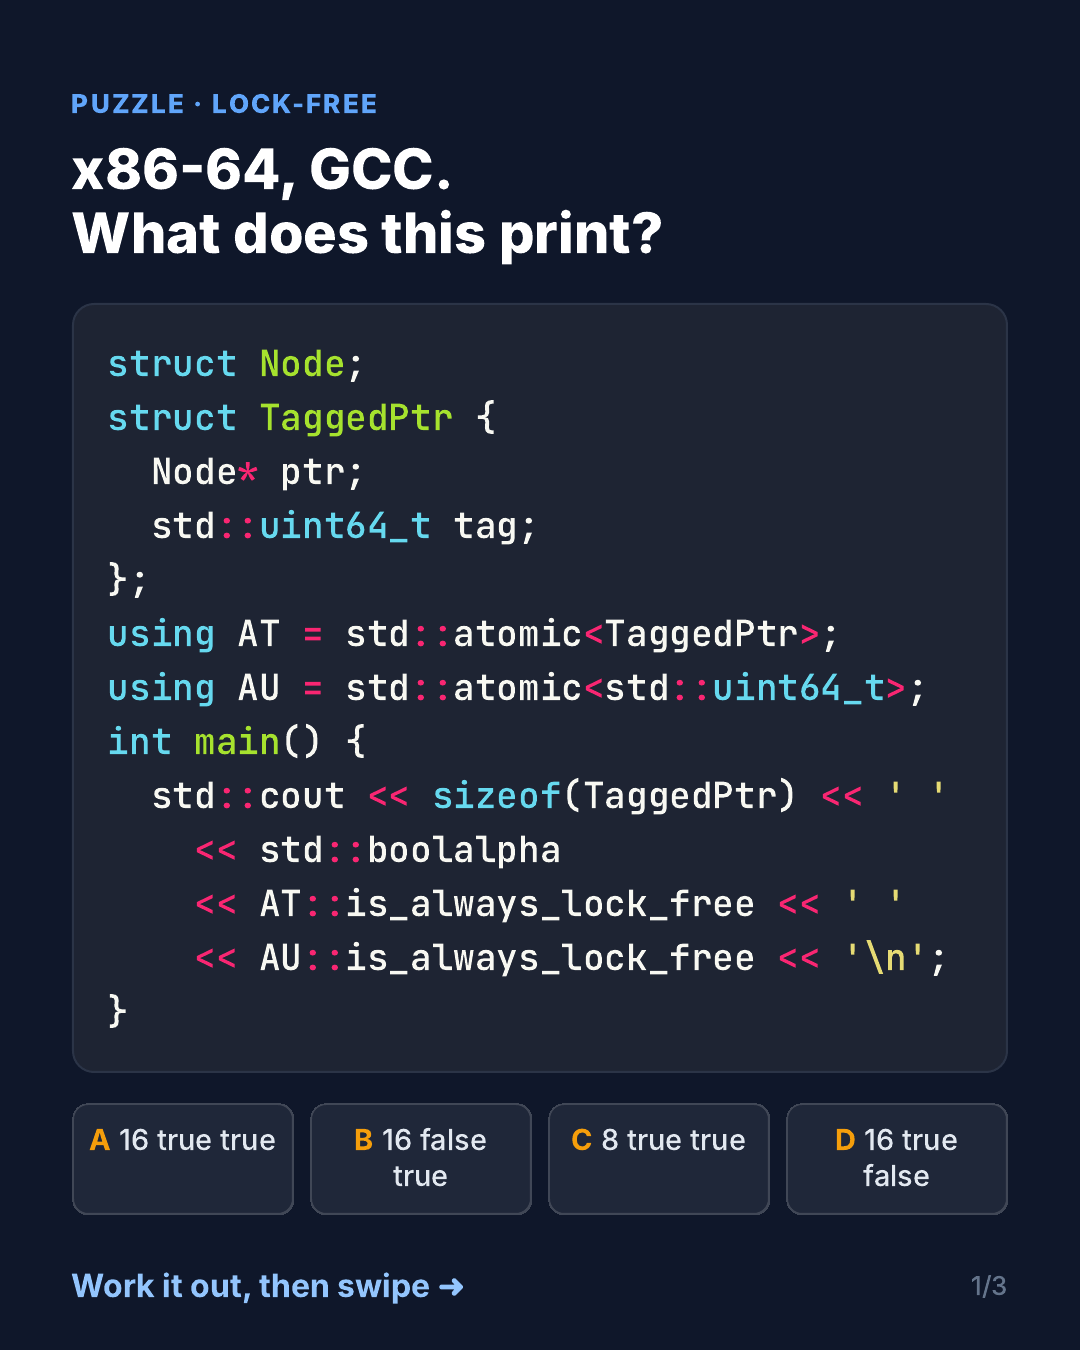 PUZZLE · LOCK-FREE
x86-64, GCC.
What does this print?
struct Node;
struct TaggedPtr {
  Node* ptr;
  std::uint64_t tag;
};
using AT = std::atomic<TaggedPtr>;
using AU = std::atomic<std::uint64_t>;
int main() {
  std::cout << sizeof(TaggedPtr) << ' '
    << std::boolalpha
    << AT::is_always_lock_free << ' '
    << AU::is_always_lock_free << '\n';
}
A 16 true true
B 16 false
true
C 8 true true
D 16 true
false
Work it out, then swipe ➜
1/3